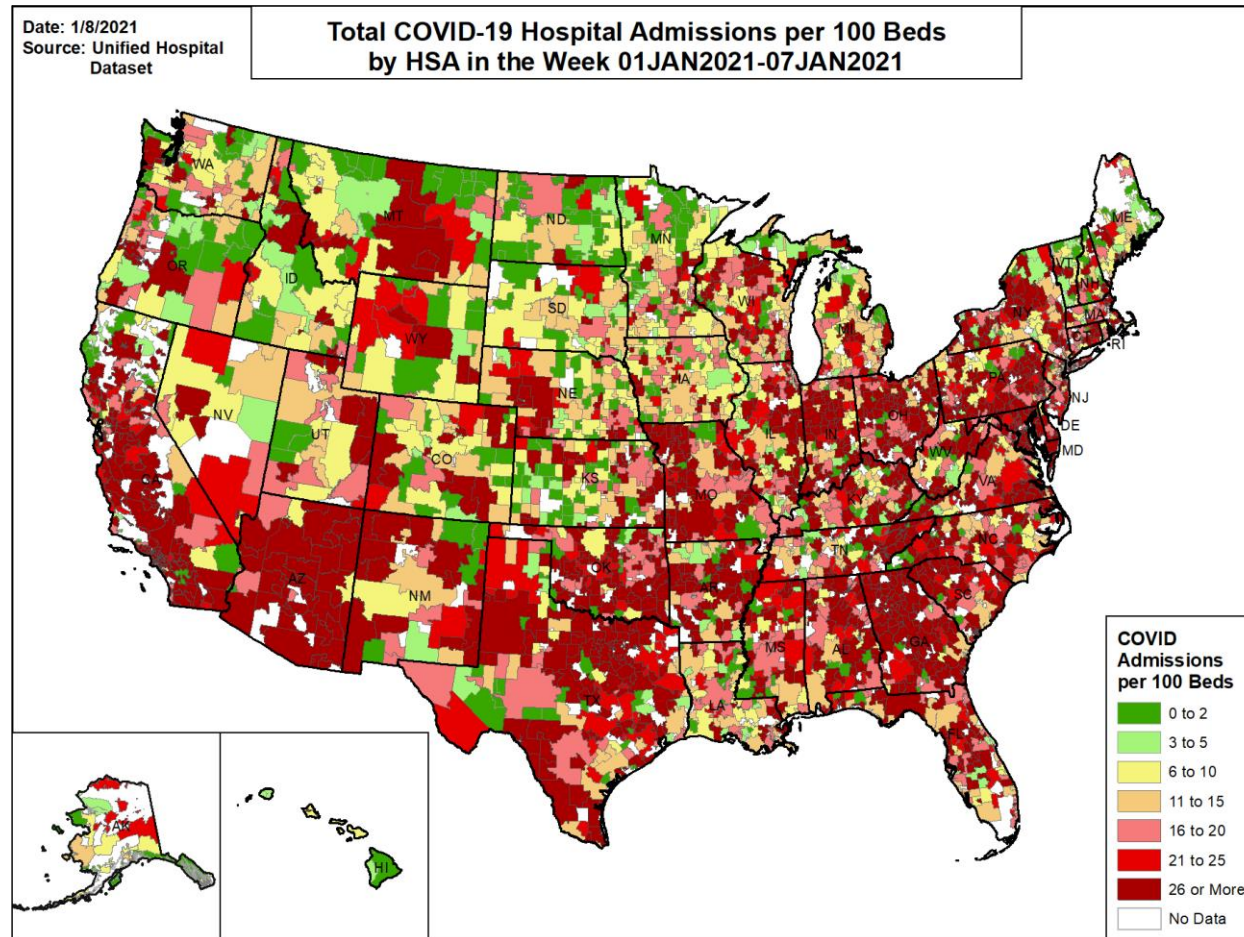 Date: 1/8/2021
Source: Unified Hospital
Dataset
Total COVID-19 Hospital Admissions per 100 Beds
by HSA in the Week 01JAN2021-07JAN2021
WA
MT
ND
MN
ME
OR
ID
SD
WI
VT
NH
WY
MI
NY
MA
CT
RI
NE
IA
PA
NJ
NV
UT
CO
IL
IN
OH
DE
MD
WV
CA
KS
MO
KY
VA
AZ
NM
OK
AR
TN
NC
SC
MS
AL
GA
TX
LA
FL
AK
HI
COVID
Admissions
per 100 Beds
0 to 2
3 to 5
6 to 10
11 to 15
16 to 20
21 to 25
26 or More
No Data